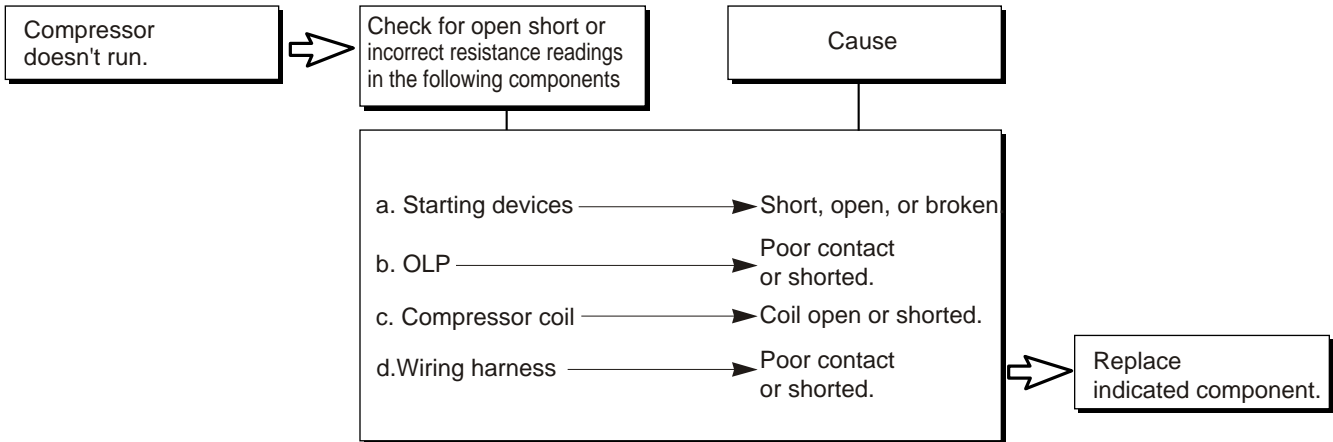 Compressor
doesn't run.
Check for open short or
incorrect resistance readings
in the following components
Cause
a. Starting devices
Short, open, or broken.
b. OLP
Poor contact
or shorted.
c. Compressor coil
Coil open or shorted.
d.Wiring harness
Poor contact
or shorted.
Replace
indicated component.